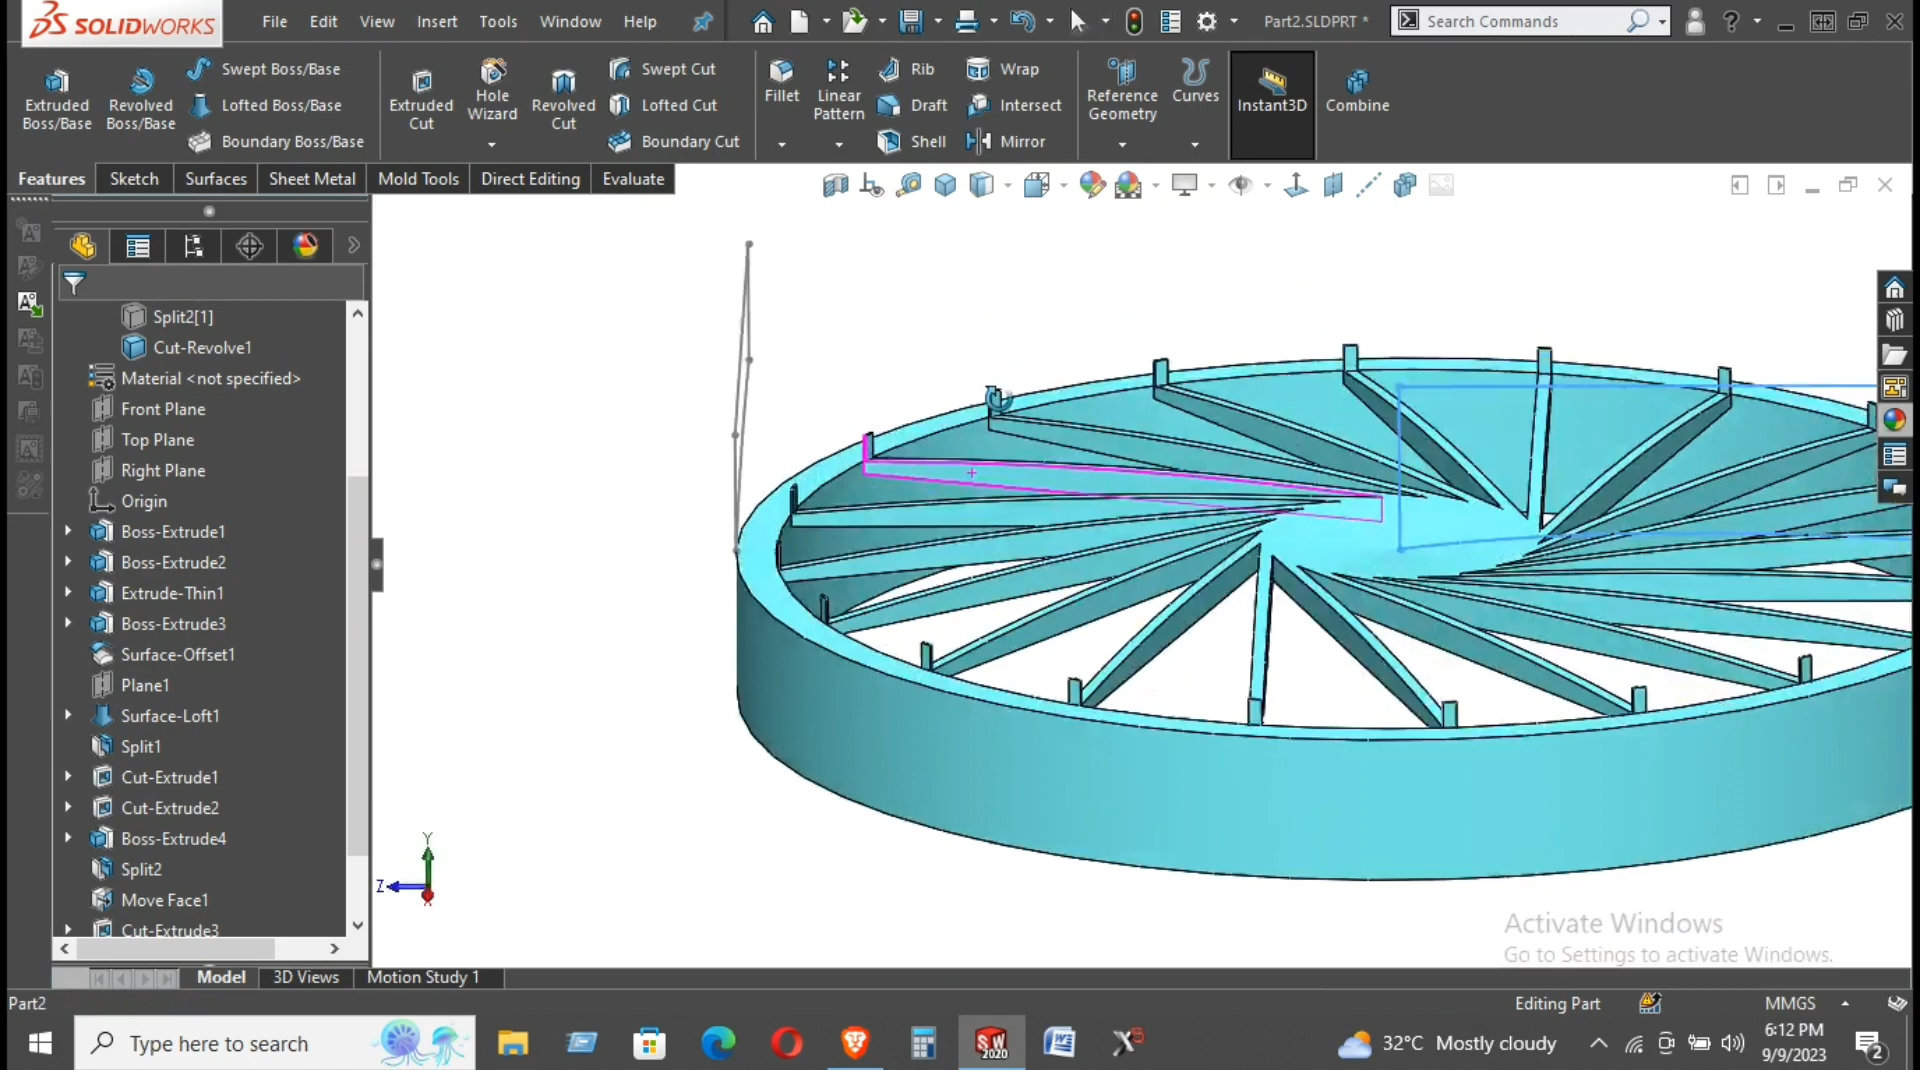 SOLIDWORKS File Edit View Insert Tools Window Help Part2.SLDPRT * Search Commands
Extruded Boss/Base
Revolved Boss/Base
Swept Boss/Base
Lofted Boss/Base
Boundary Boss/Base
Extruded Cut
Hole Wizard
Revolved Cut
Swept Cut
Lofted Cut
Boundary Cut
Fillet
Linear Pattern
Rib
Draft
Shell
Wrap
Intersect
Mirror
Reference Geometry
Curves
Instant3D
Combine
Features Sketch Surfaces Sheet Metal Mold Tools Direct Editing Evaluate
Split2[1]
Cut-Revolve1
Material <not specified>
Front Plane
Top Plane
Right Plane
Origin
Boss-Extrude1
Boss-Extrude2
Extrude-Thin1
Boss-Extrude3
Surface-Offset1
Plane1
Surface-Loft1
Split1
Cut-Extrude1
Cut-Extrude2
Boss-Extrude4
Split2
Move Face1
Cut-Extrude3
Y
Z
X
Activate Windows
Go to Settings to activate Windows.
Model 3D Views Motion Study 1
Part2 Editing Part MMGS
Type here to search
SW 2020
32°C Mostly cloudy
6:12 PM
9/9/2023
2